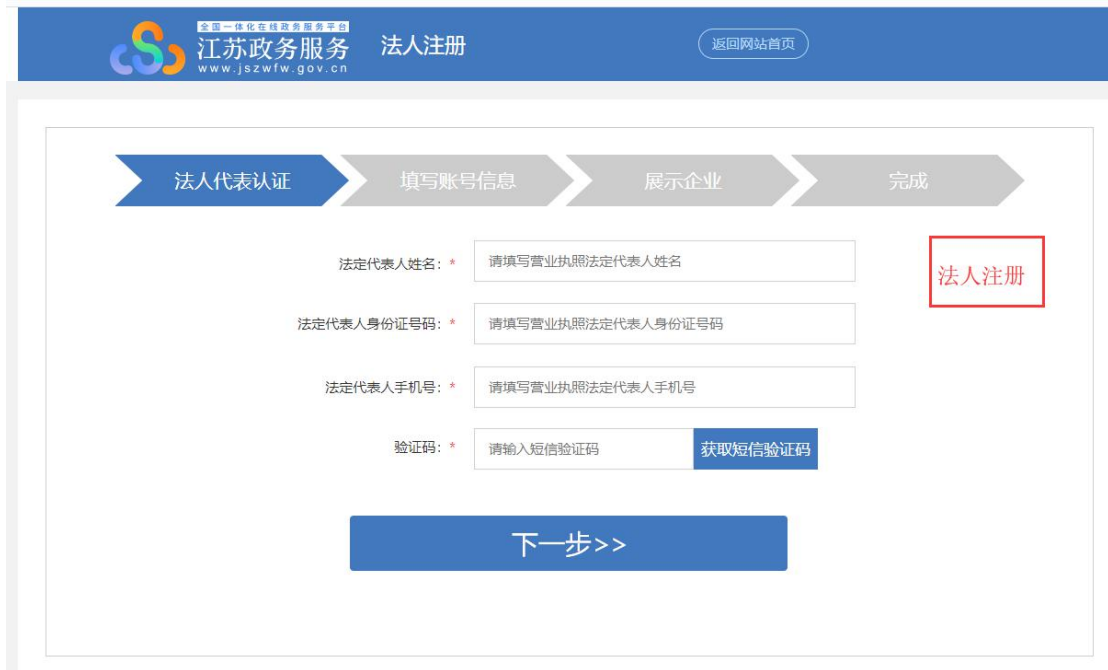 全国一体化在线政务服务平台
江苏政务服务
www.jszwfw.gov.cn
法人注册
返回网站首页
法人代表认证
填写账号信息
展示企业
完成
法定代表人姓名: *
请填写营业执照法定代表人姓名
法人注册
法定代表人身份证号码: *
请填写营业执照法定代表人身份证号码
法定代表人手机号: *
请填写营业执照法定代表人手机号
验证码: *
请输入短信验证码
获取短信验证码
下一步>>